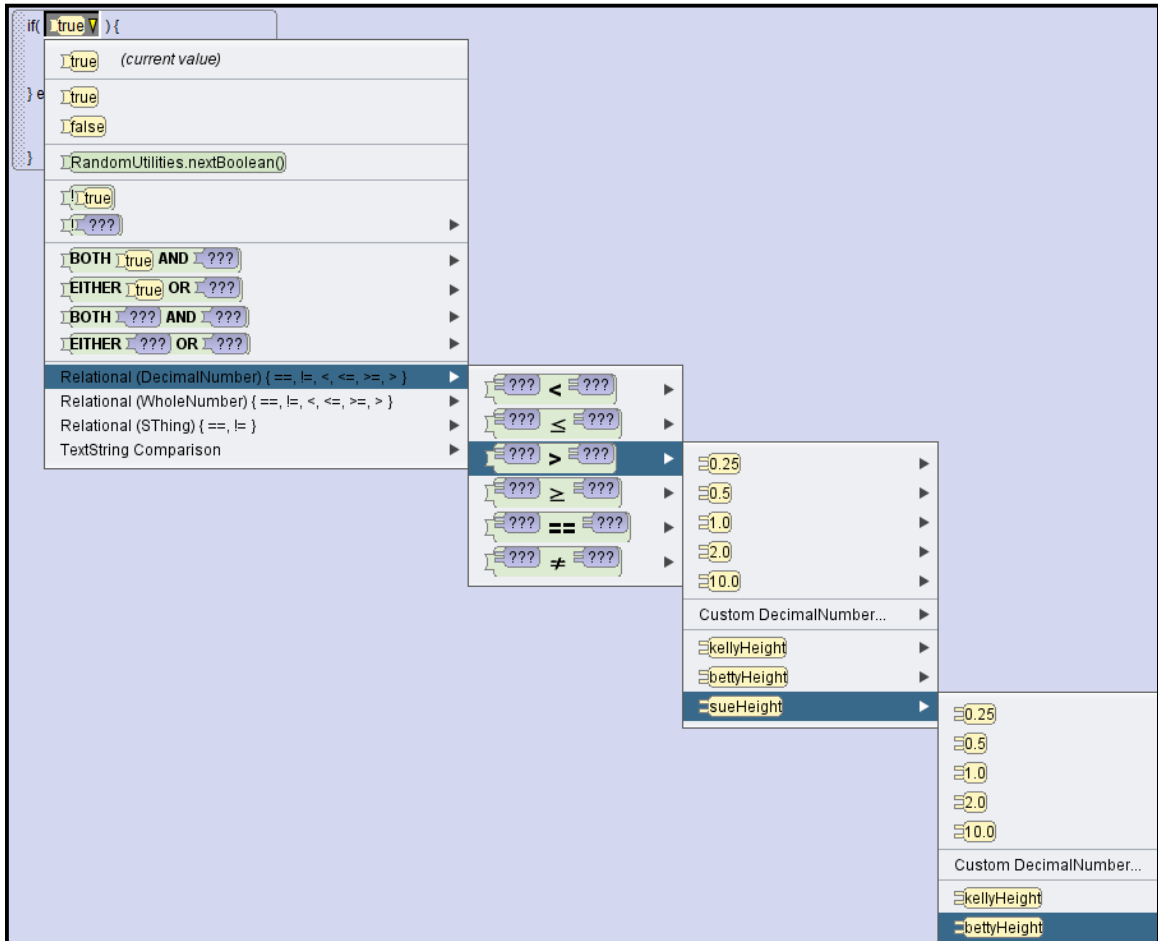 if( true ) {
true (current value)
} e
true
false
}
RandomUtilities.nextBoolean()
! true
! ???
BOTH true AND ???
EITHER true OR ???
BOTH ??? AND ???
EITHER ??? OR ???
Relational (DecimalNumber) { ==, !=, <, <=, >=, > }
Relational (WholeNumber) { ==, !=, <, <=, >=, > }
Relational (SThing) { ==, != }
TextString Comparison
??? < ???
??? ≤ ???
??? > ???
??? ≥ ???
??? == ???
??? ≠ ???
0.25
0.5
1.0
2.0
10.0
Custom DecimalNumber...
kellyHeight
bettyHeight
sueHeight
0.25
0.5
1.0
2.0
10.0
Custom DecimalNumber...
kellyHeight
bettyHeight